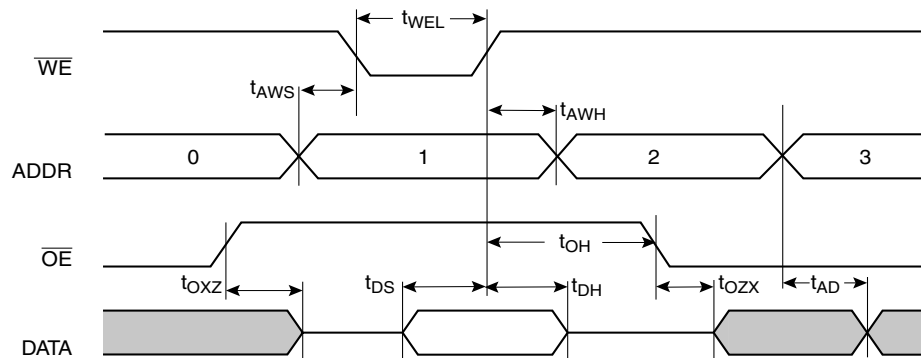 tWEL
WE
tAWS
tAWH
ADDR 0 1 2 3
OE
tOH
tOXZ tDS tDH tOZX tAD
DATA